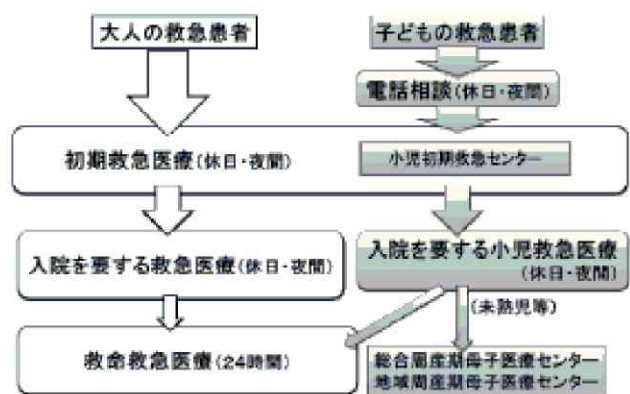 大人の救急患者
子どもの救急患者
電話相談(休日・夜間)
初期救急医療(休日・夜間)
小児初期救急センター
入院を要する救急医療(休日・夜間)
入院を要する小児救急医療
(休日・夜間)
(未熟児等)
救命救急医療(24時間)
総合周産期母子医療センター
地域周産期母子医療センター